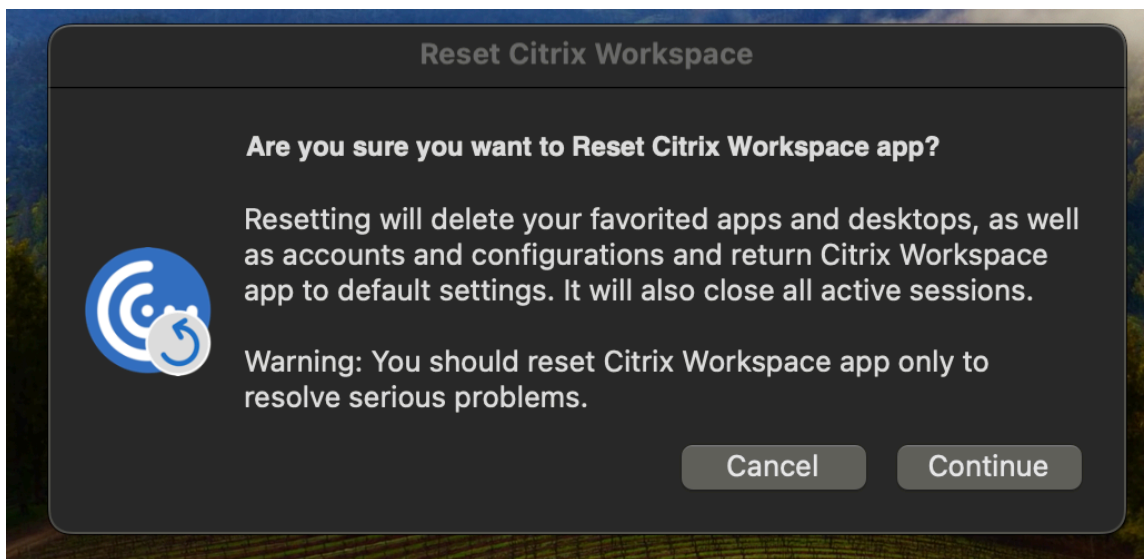 Reset Citrix Workspace
Are you sure you want to Reset Citrix Workspace app?
Resetting will delete your favorited apps and desktops, as well
as accounts and configurations and return Citrix Workspace
app to default settings. It will also close all active sessions.
Warning: You should reset Citrix Workspace app only to
resolve serious problems.
Cancel
Continue